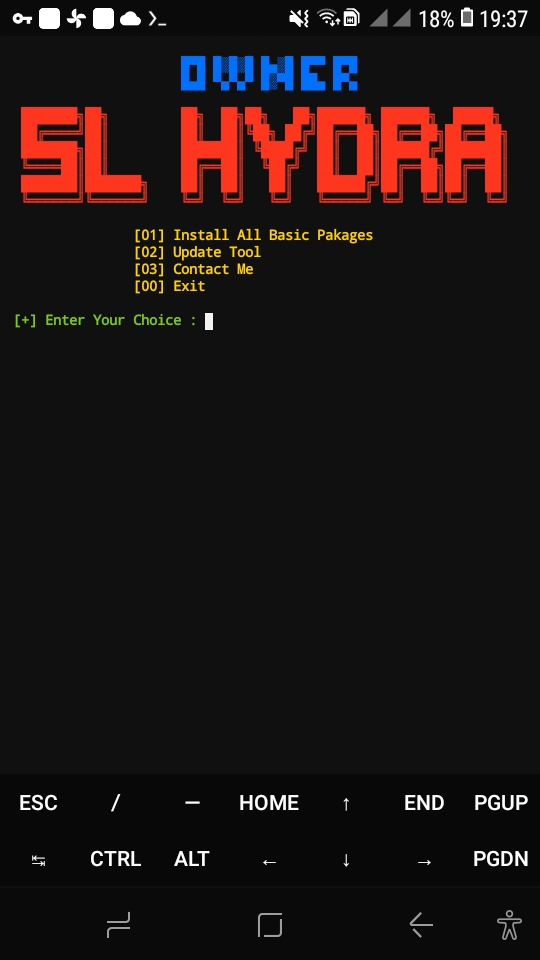 18% 19:37
OWNER
SL HYDRA
[01] Install All Basic Pakages
[02] Update Tool
[03] Contact Me
[00] Exit
[+] Enter Your Choice :
ESC / — HOME ↑ END PGUP
↹ CTRL ALT ← ↓ → PGDN